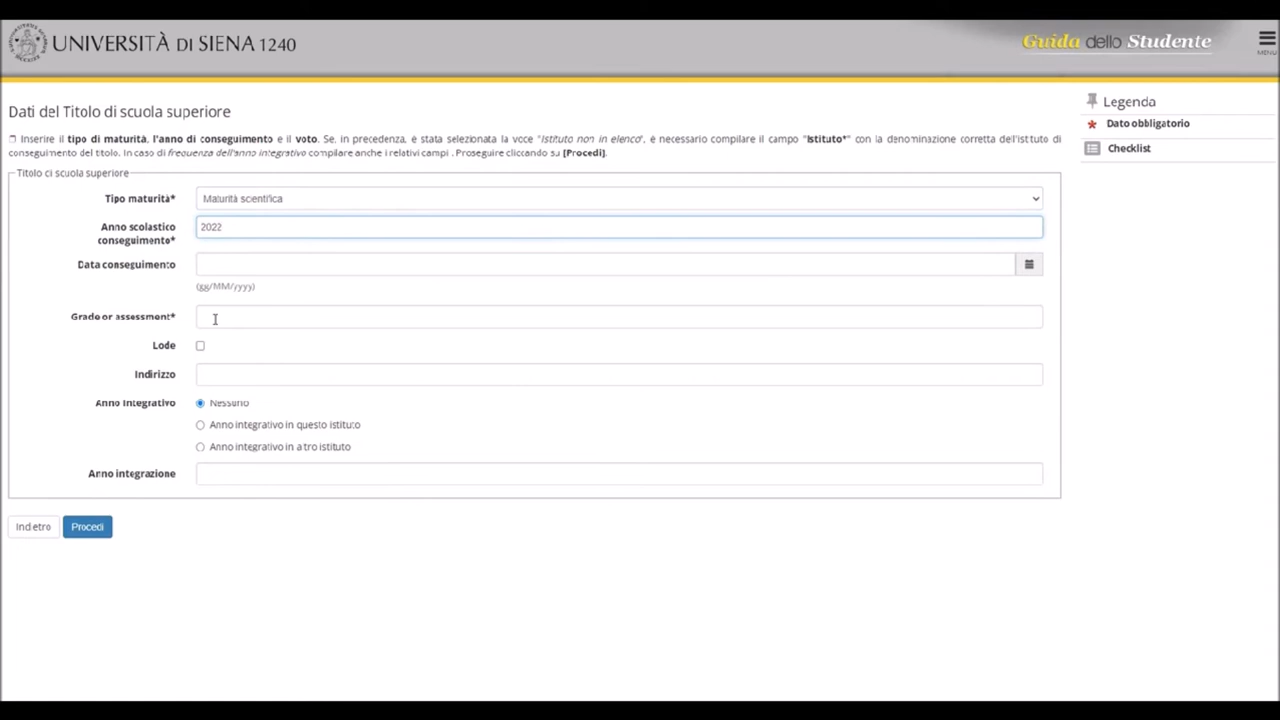 UNIVERSITÀ DI SIENA 1240
Guida dello Studente
MENU
Dati del Titolo di scuola superiore
Inserire il tipo di maturità, l'anno di conseguimento e il voto. Se, in precedenza, è stata selezionata la voce "Istituto non in elenco", è necessario compilare il campo "Istituto*" con la denominazione corretta dell'istituto di
conseguimento del titolo. In caso di frequenza dell'anno integrativo compilare anche i relativi campi . Proseguire cliccando su [Procedi].
Titolo di scuola superiore
Tipo maturità*
Maturità scientifica
Anno scolastico
conseguimento*
2022
Data conseguimento
(gg/MM/yyyy)
Grade or assessment*
Lode
Indirizzo
Anno Integrativo
Nessuno
Anno integrativo in questo istituto
Anno integrativo in altro istituto
Anno integrazione
Indietro
Procedi
Legenda
* Dato obbligatorio
Checklist